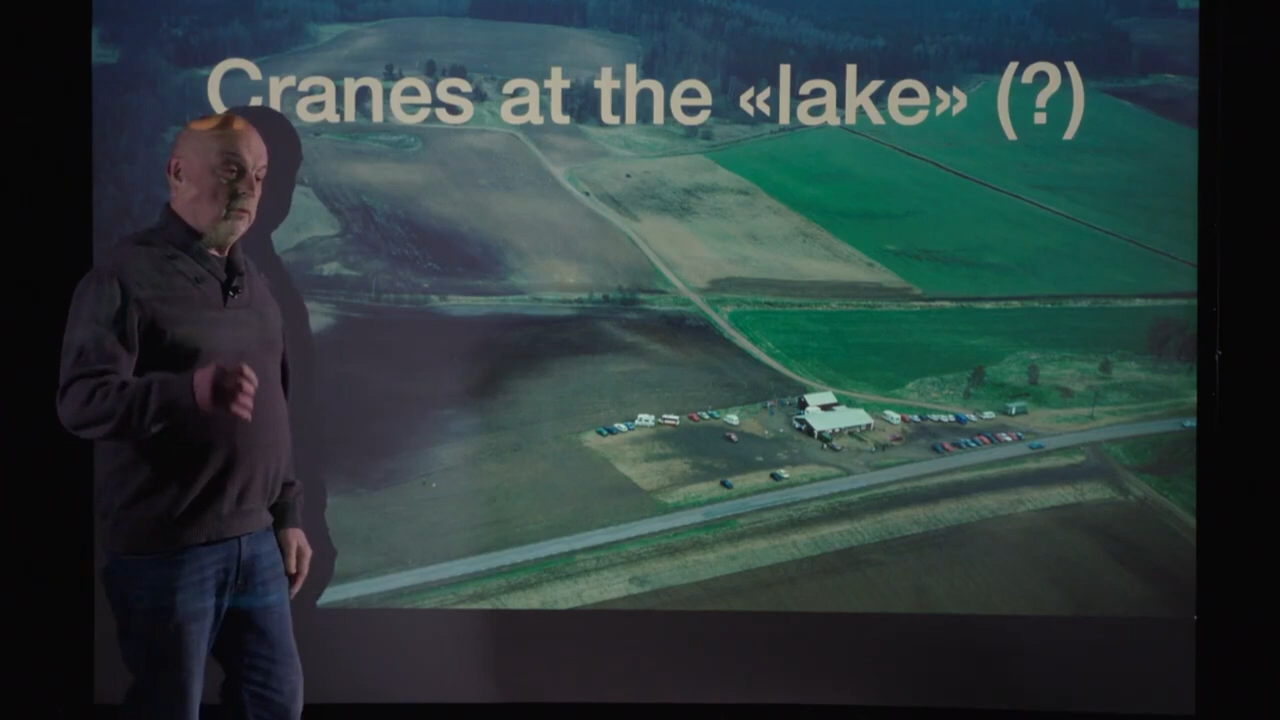 Cranes at the «lake» (?)